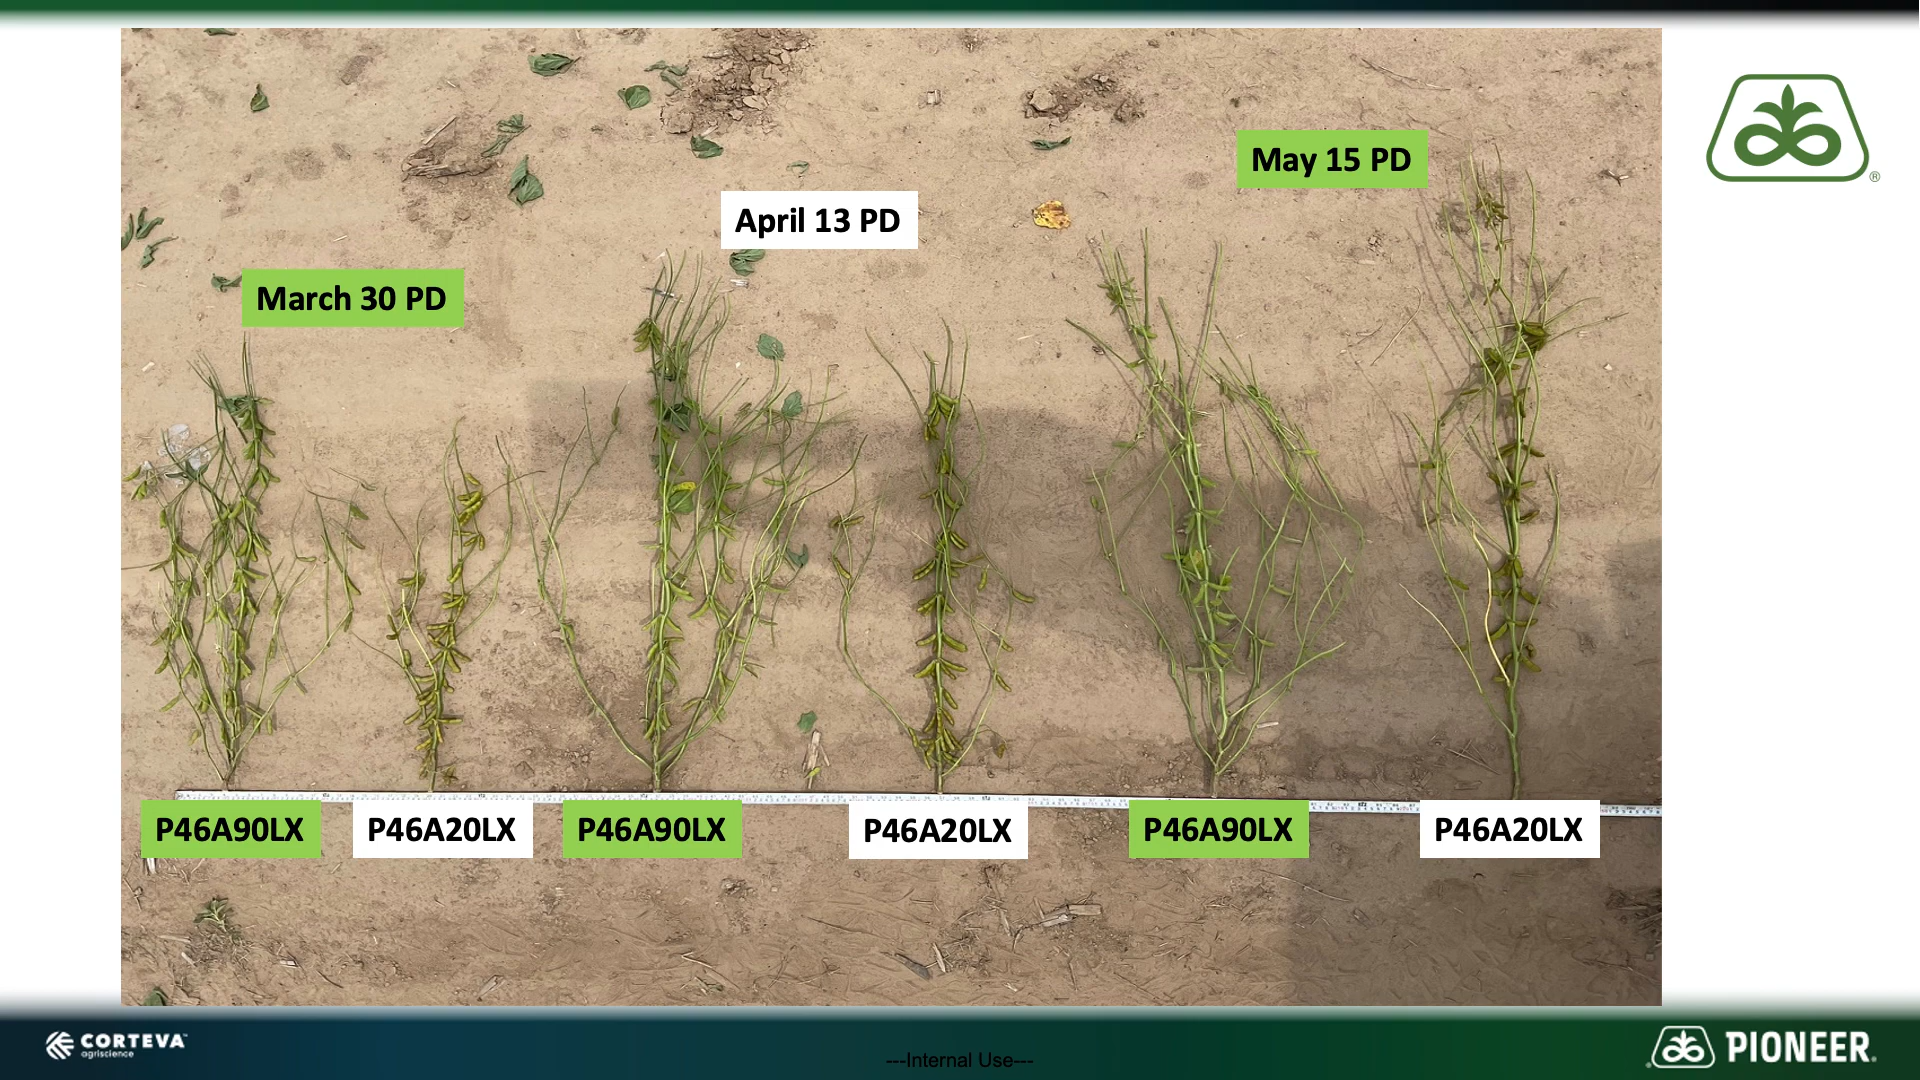 May 15 PD
April 13 PD
March 30 PD
P46A90LX
P46A20LX
P46A90LX
P46A20LX
P46A90LX
P46A20LX
®
CORTEVA™
agriscience
---Internal Use---
PIONEER®